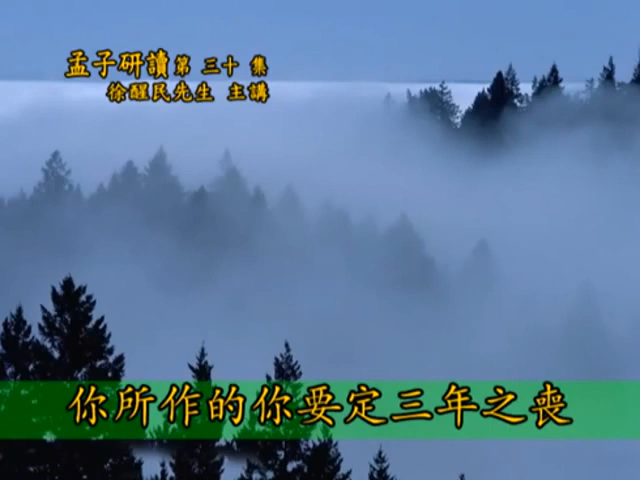 孟子研讀第三十集
徐醒民先生 主講
你所作的你要定三年之喪